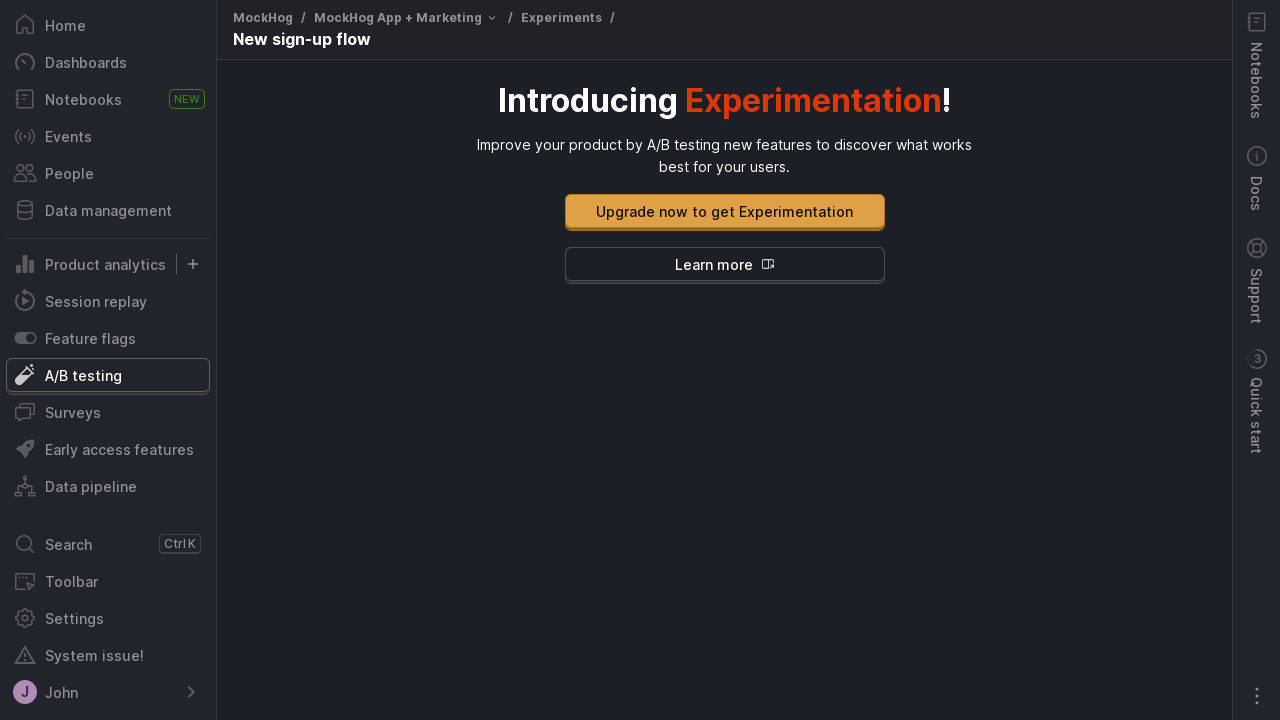 Home
Dashboards
Notebooks NEW
Events
People
Data management
Product analytics
Session replay
Feature flags
A/B testing
Surveys
Early access features
Data pipeline
Search Ctrl K
Toolbar
Settings
System issue!
J John
MockHog / MockHog App + Marketing / Experiments /
New sign-up flow
Introducing Experimentation!
Improve your product by A/B testing new features to discover what works
best for your users.
Upgrade now to get Experimentation
Learn more
Notebooks
Docs
Support
3 Quick start